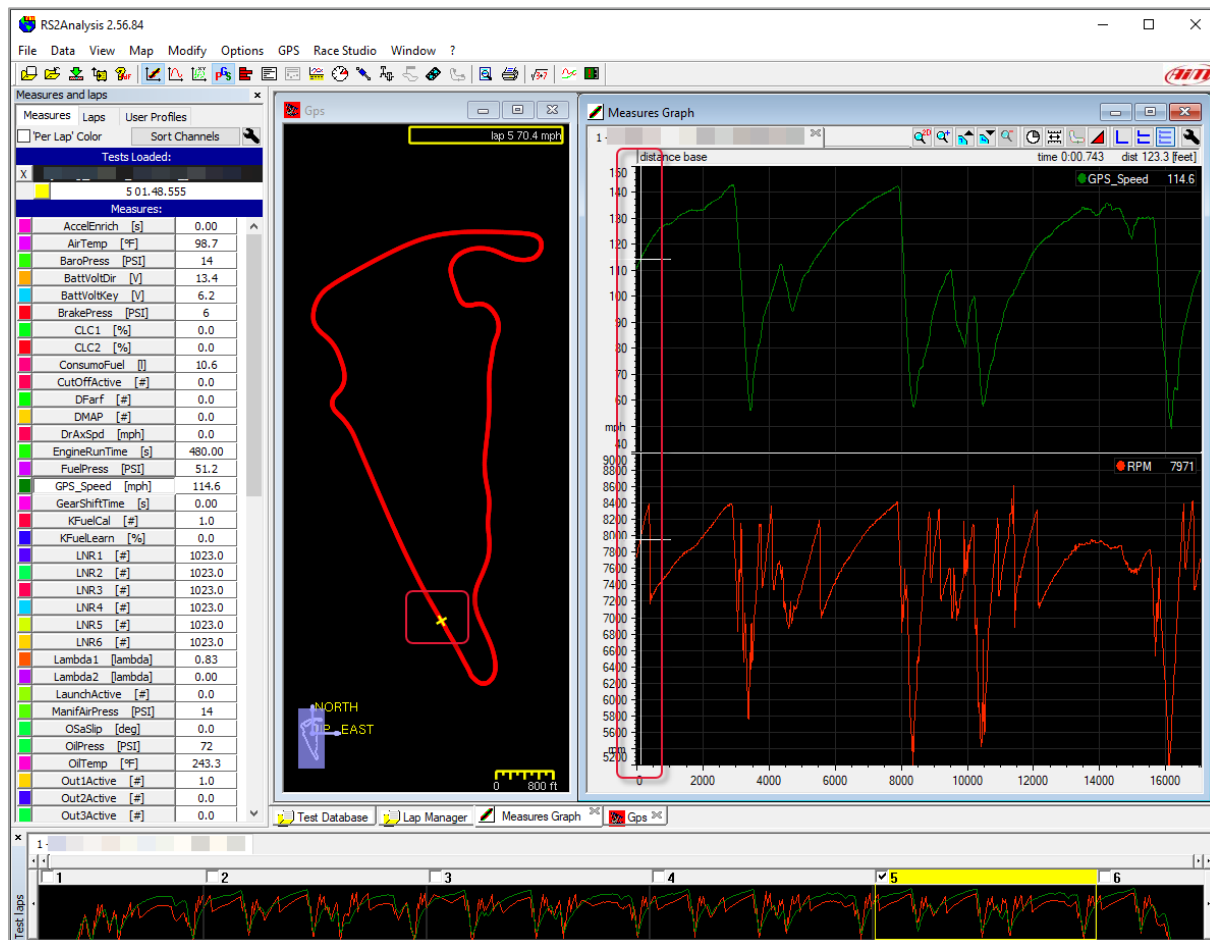 RS2Analysis 2.56.84
File Data View Map Modify Options GPS Race Studio Window ?
AiM
Measures and laps
Measures Laps User Profiles
'Per Lap' Color Sort Channels
Tests Loaded:
X
5 01.48.555
Measures:
AccelEnrich [s] 0.00
AirTemp [°F] 98.7
BaroPress [PSI] 14
BattVoltDir [V] 13.4
BattVoltKey [V] 6.2
BrakePress [PSI] 6
CLC1 [%] 0.0
CLC2 [%] 0.0
ConsumoFuel [l] 10.6
CutOffActive [#] 0.0
DFarf [#] 0.0
DMAP [#] 0.0
DrAxSpd [mph] 0.0
EngineRunTime [s] 480.00
FuelPress [PSI] 51.2
GPS_Speed [mph] 114.6
GearShiftTime [s] 0.00
KFuelCal [#] 1.0
KFuelLearn [%] 0.0
LNR1 [#] 1023.0
LNR2 [#] 1023.0
LNR3 [#] 1023.0
LNR4 [#] 1023.0
LNR5 [#] 1023.0
LNR6 [#] 1023.0
Lambda1 [lambda] 0.83
Lambda2 [lambda] 0.00
LaunchActive [#] 0.0
ManifAirPress [PSI] 14
OSaSlip [deg] 0.0
OilPress [PSI] 72
OilTemp [°F] 243.3
Out1Active [#] 1.0
Out2Active [#] 0.0
Out3Active [#] 0.0
Gps
lap 5 70.4 mph
NORTH
UP EAST
0 800 ft
Measures Graph
1 -
distance base time 0:00.743 dist 123.3 [feet]
GPS_Speed 114.6
150
140
130
120
110
100
90
80
70
60
mph
40
RPM 7971
9000
8800
8600
8400
8200
8000
7800
7600
7400
7200
7000
6800
6600
6400
6200
6000
5800
5600
rpm
5200
0 2000 4000 6000 8000 10000 12000 14000 16000
Test Database Lap Manager Measures Graph Gps
Test laps
1 -
1 2 3 4 5 6